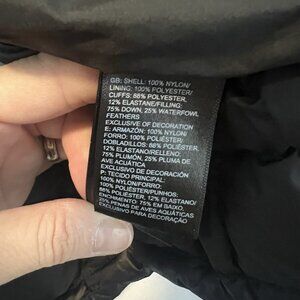 GB: SHELL: 100% NYLON/
LINING: 100% POLYESTER/
CUFFS: 88% POLYESTER,
12% ELASTANE/FILLING:
75% DOWN, 25% WATERFOWL
FEATHERS
EXCLUSIVE OF DECORATION
E: ARMAZÓN: 100% NYLON/
FORRO: 100% POLIÉSTER/
DOBLADILLOS: 88% POLIÉSTER,
12% ELASTANO/RELLENO:
75% PLUMÓN, 25% PLUMA DE
AVE ACUÁTICA
EXCLUSIVO DE DECORACIÓN
P: TECIDO PRINCIPAL:
100% NYLON/FORRO:
100% POLIÉSTER/PUNHOS:
88% POLIÉSTER, 12% ELASTANO/
ENCHIMENTO: 75% EM BAIXO,
25% PENAS DE AVES AQUÁTICAS
EXCLUSIVO PARA DECORAÇÃO